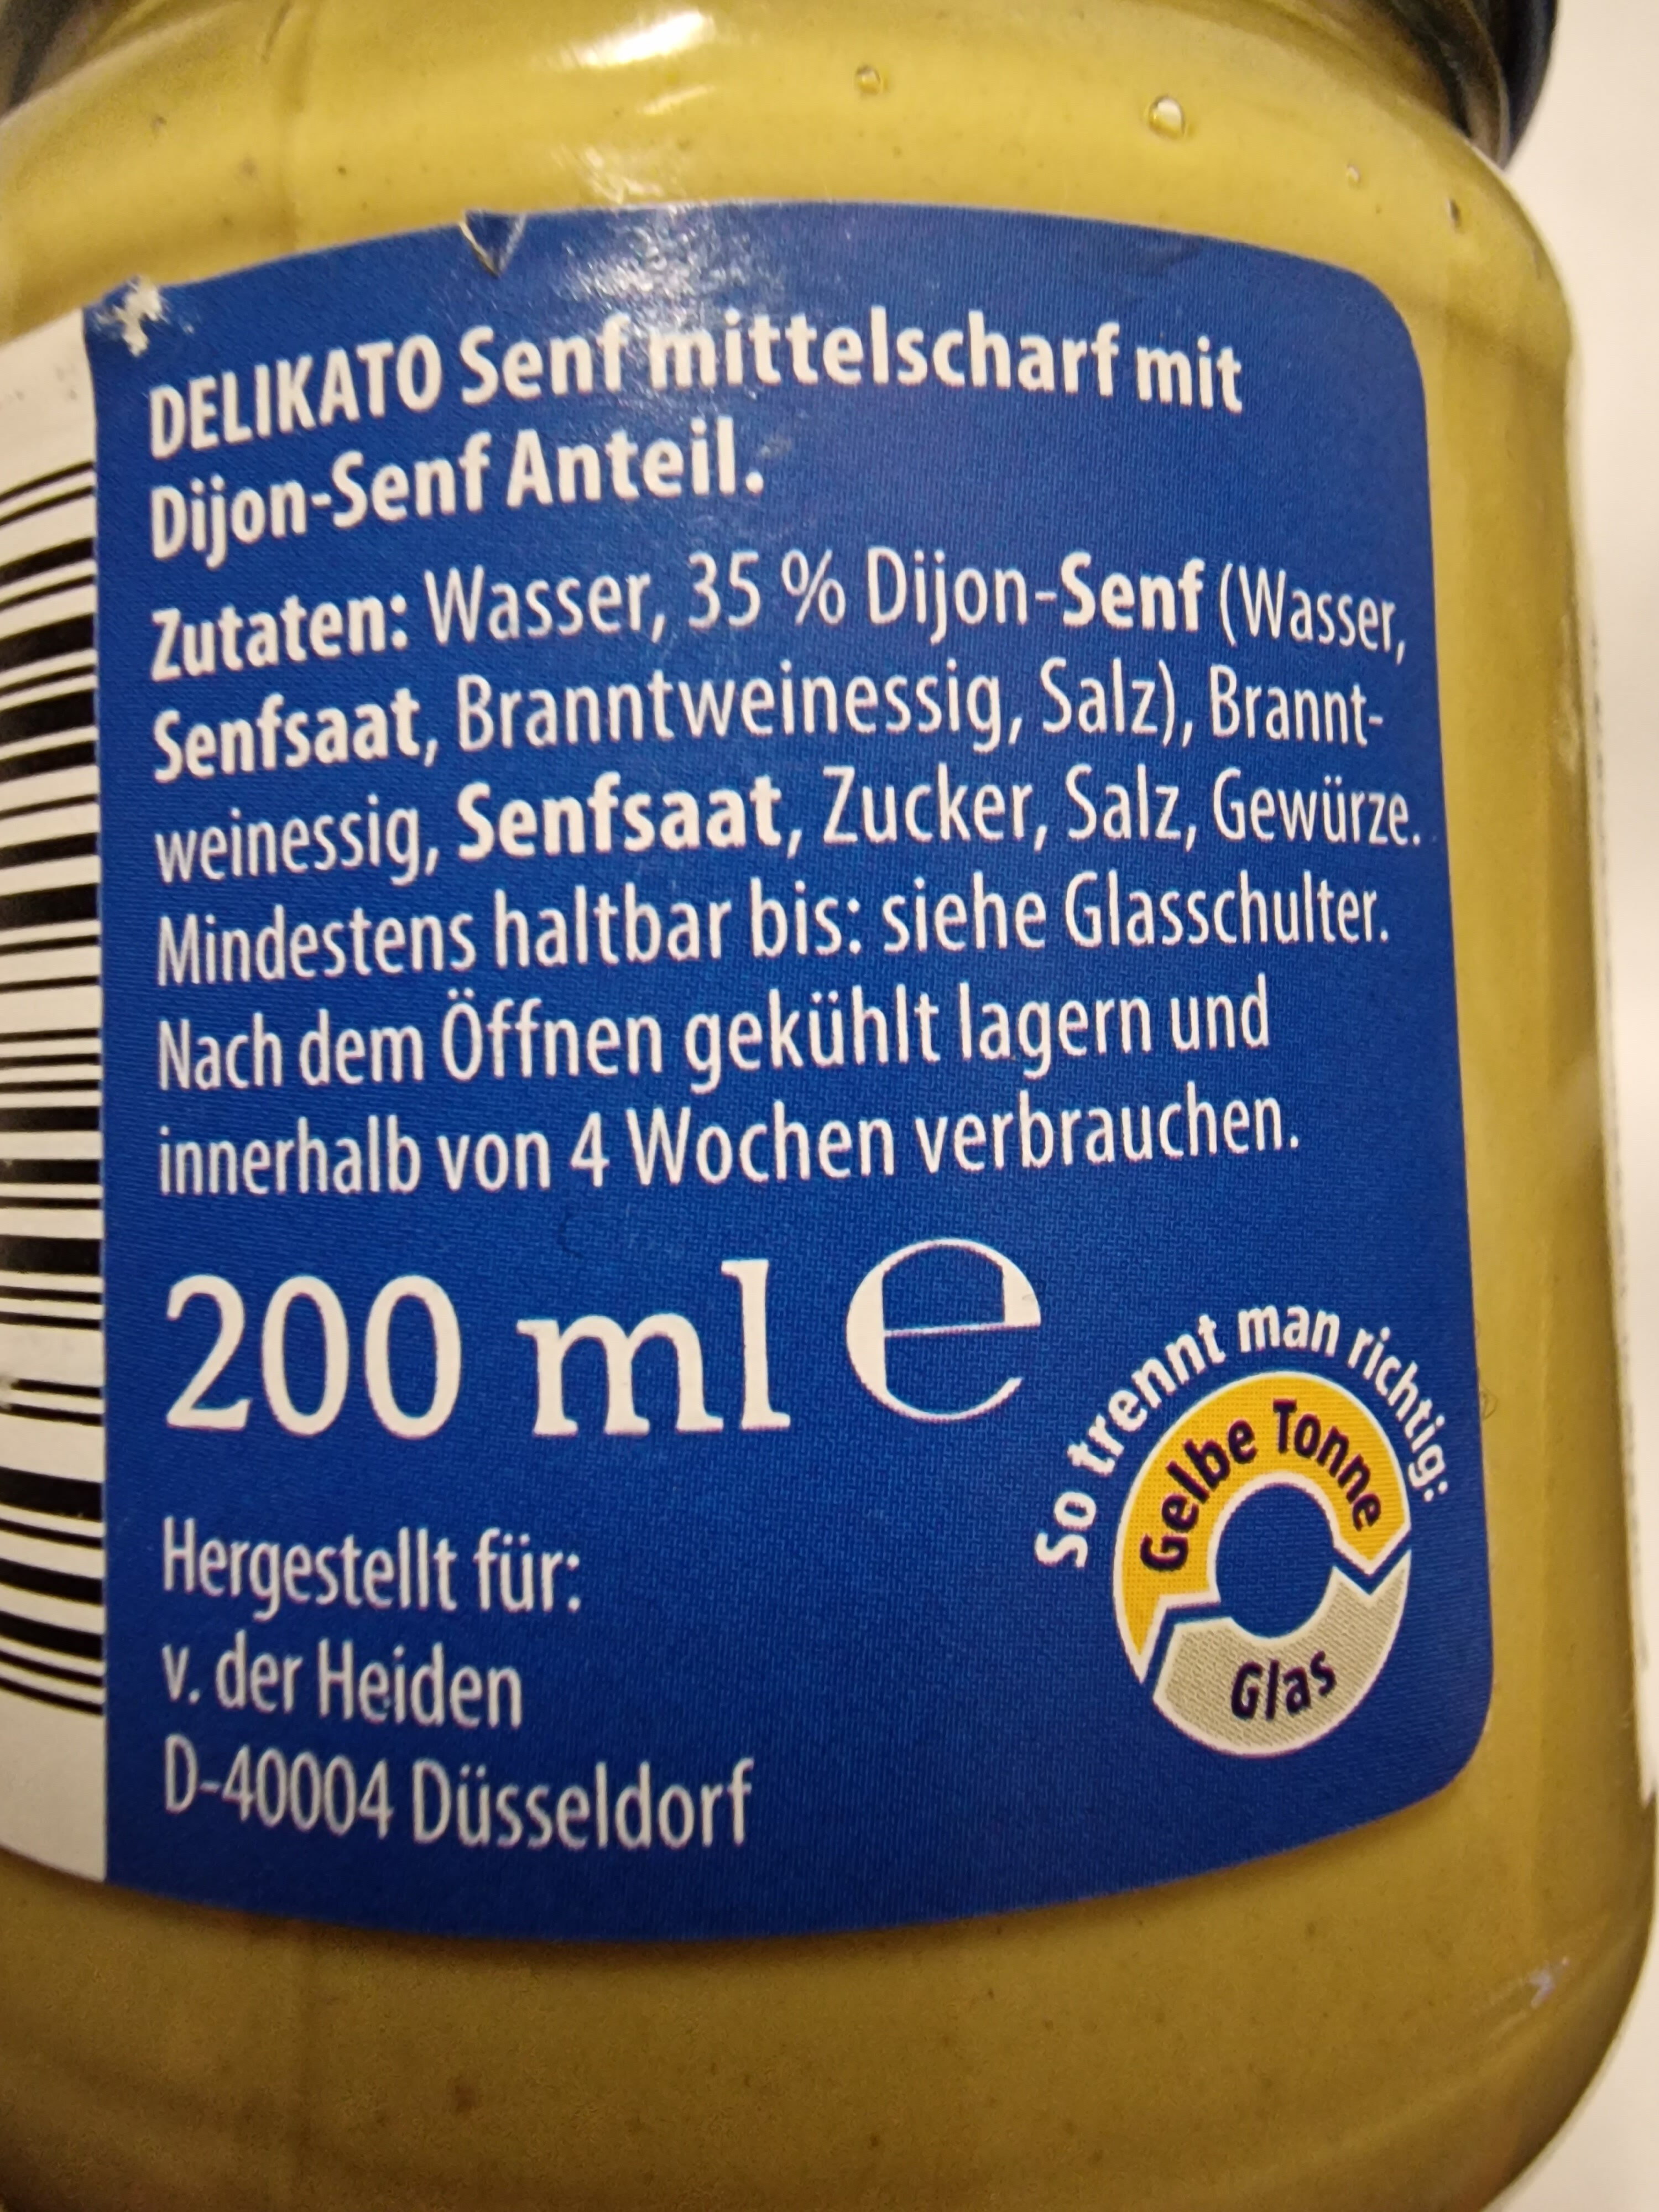 DELIKATO Senf mittelscharf mit
Dijon-Senf Anteil.
Zutaten: Wasser, 35 % Dijon-Senf (Wasser,
Senfsaat, Branntweinessig, Salz), Brannt-
weinessig, Senfsaat, Zucker, Salz, Gewürze.
Mindestens haltbar bis: siehe Glasschulter.
Nach dem Öffnen gekühlt lagern und
innerhalb von 4 Wochen verbrauchen.
200 ml e
So trennt man richtig:
Gelbe Tonne
Glas
Hergestellt für:
v. der Heiden
D-40004 Düsseldorf